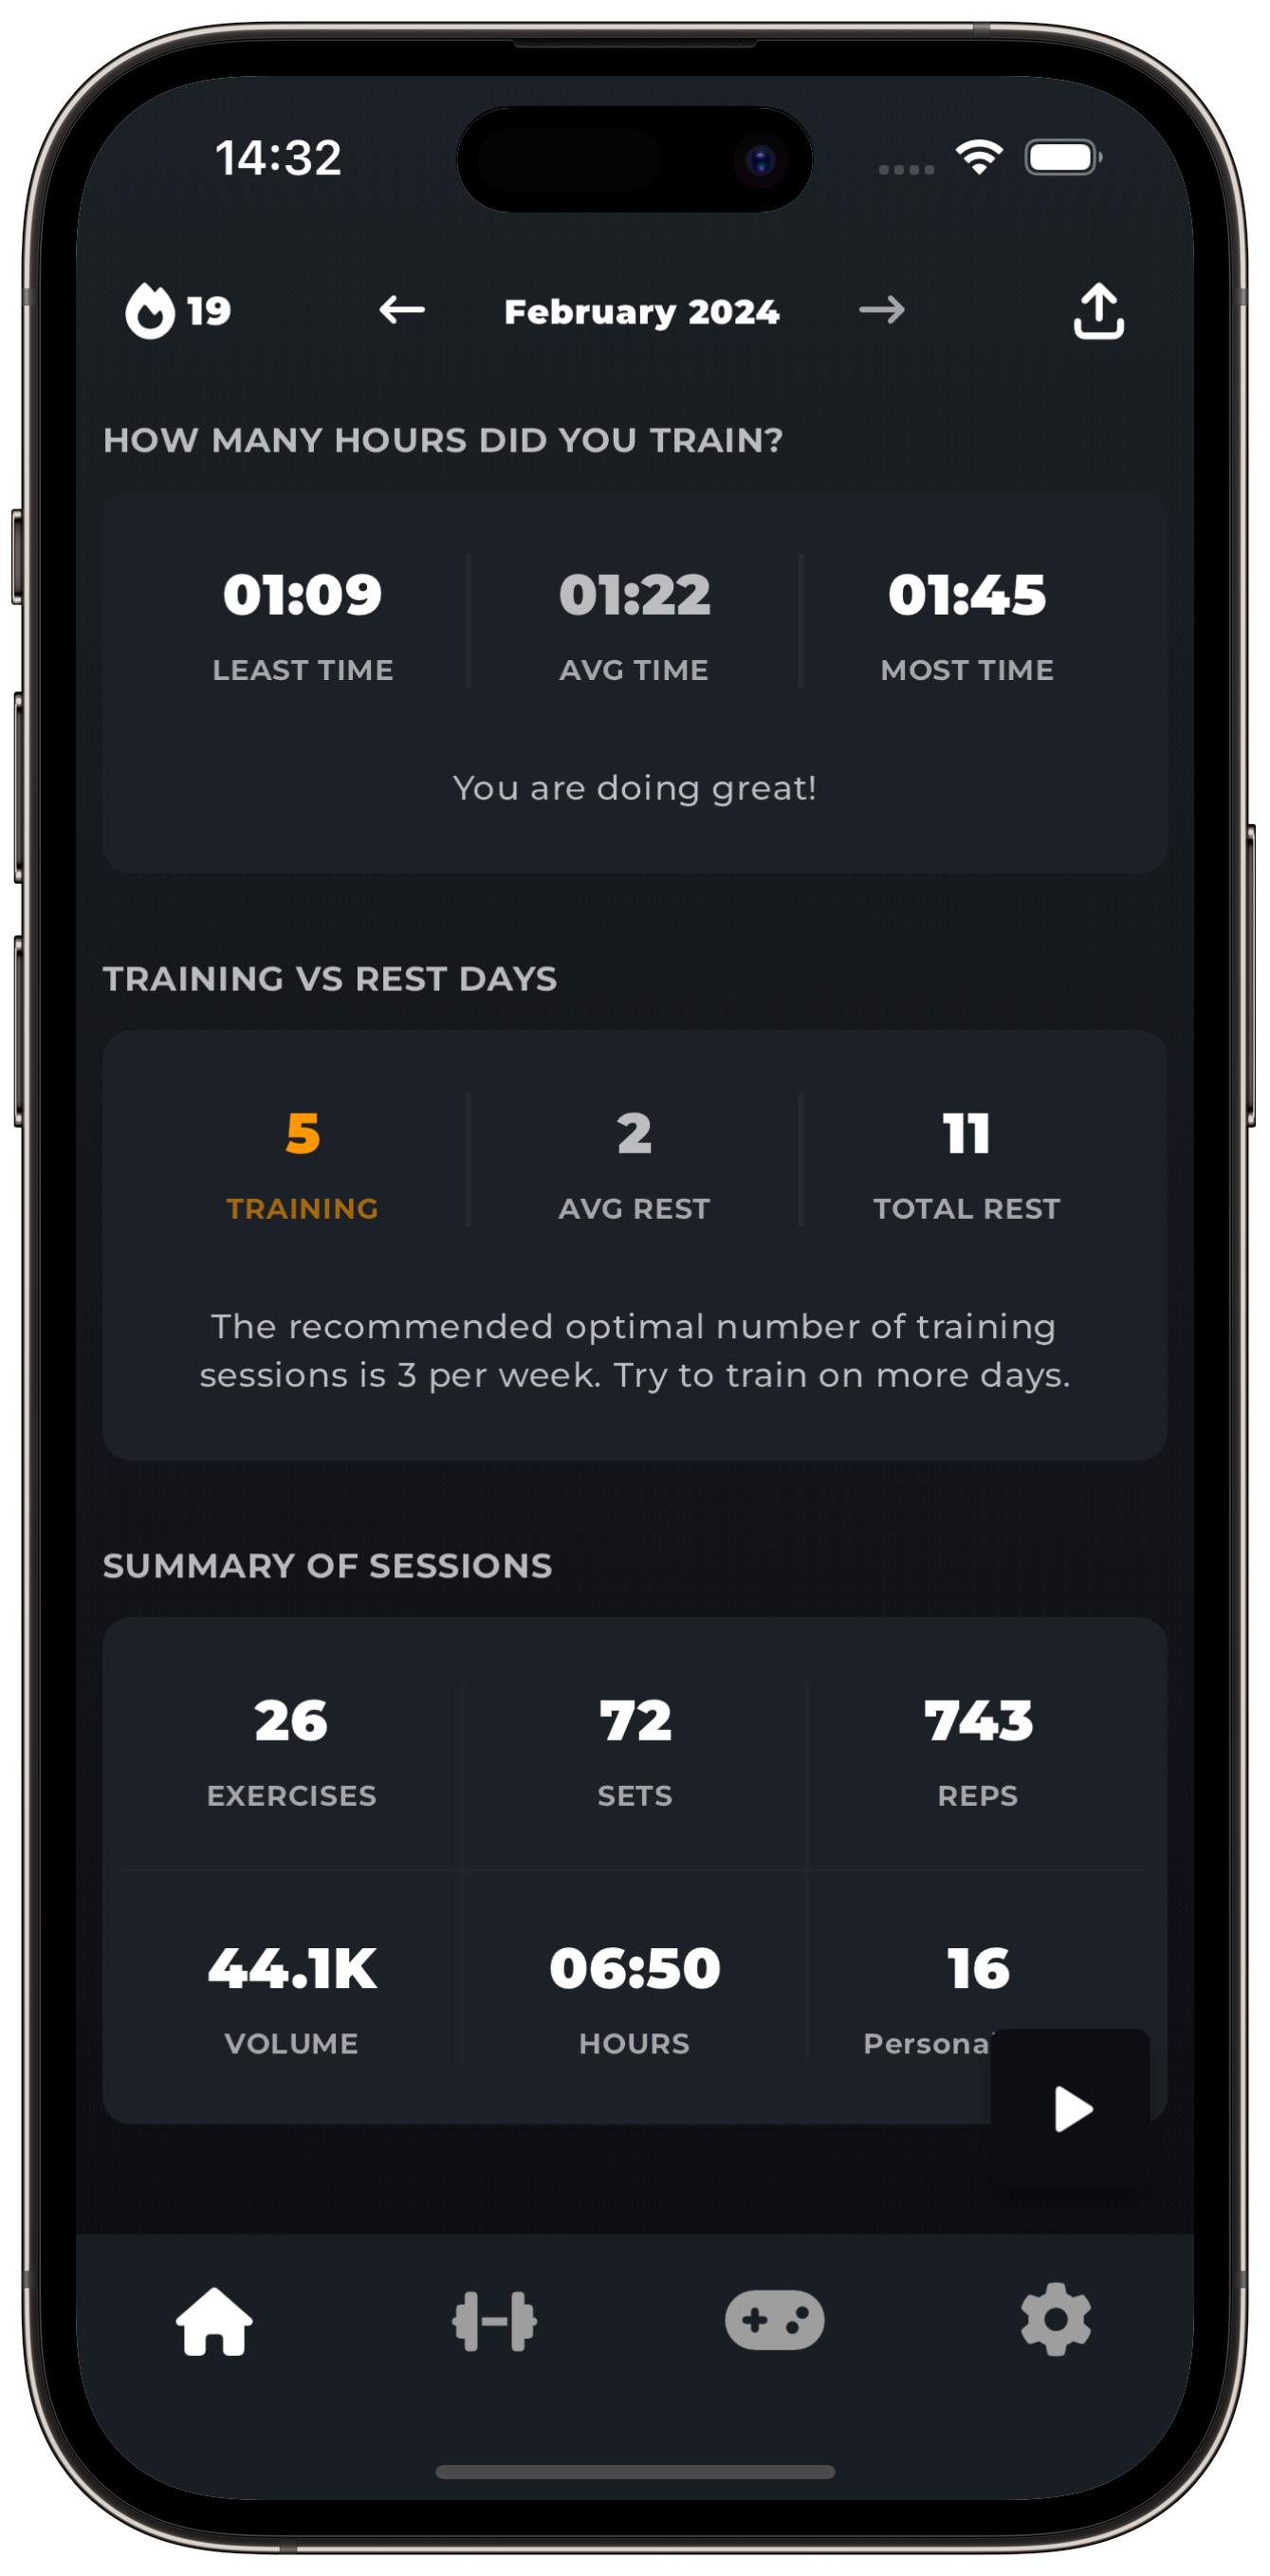 14:32
19 February 2024
HOW MANY HOURS DID YOU TRAIN?
01:09 01:22 01:45
LEAST TIME AVG TIME MOST TIME
You are doing great!
TRAINING VS REST DAYS
5 2 11
TRAINING AVG REST TOTAL REST
The recommended optimal number of training
sessions is 3 per week. Try to train on more days.
SUMMARY OF SESSIONS
26 72 743
EXERCISES SETS REPS
44.1K 06:50 16
VOLUME HOURS